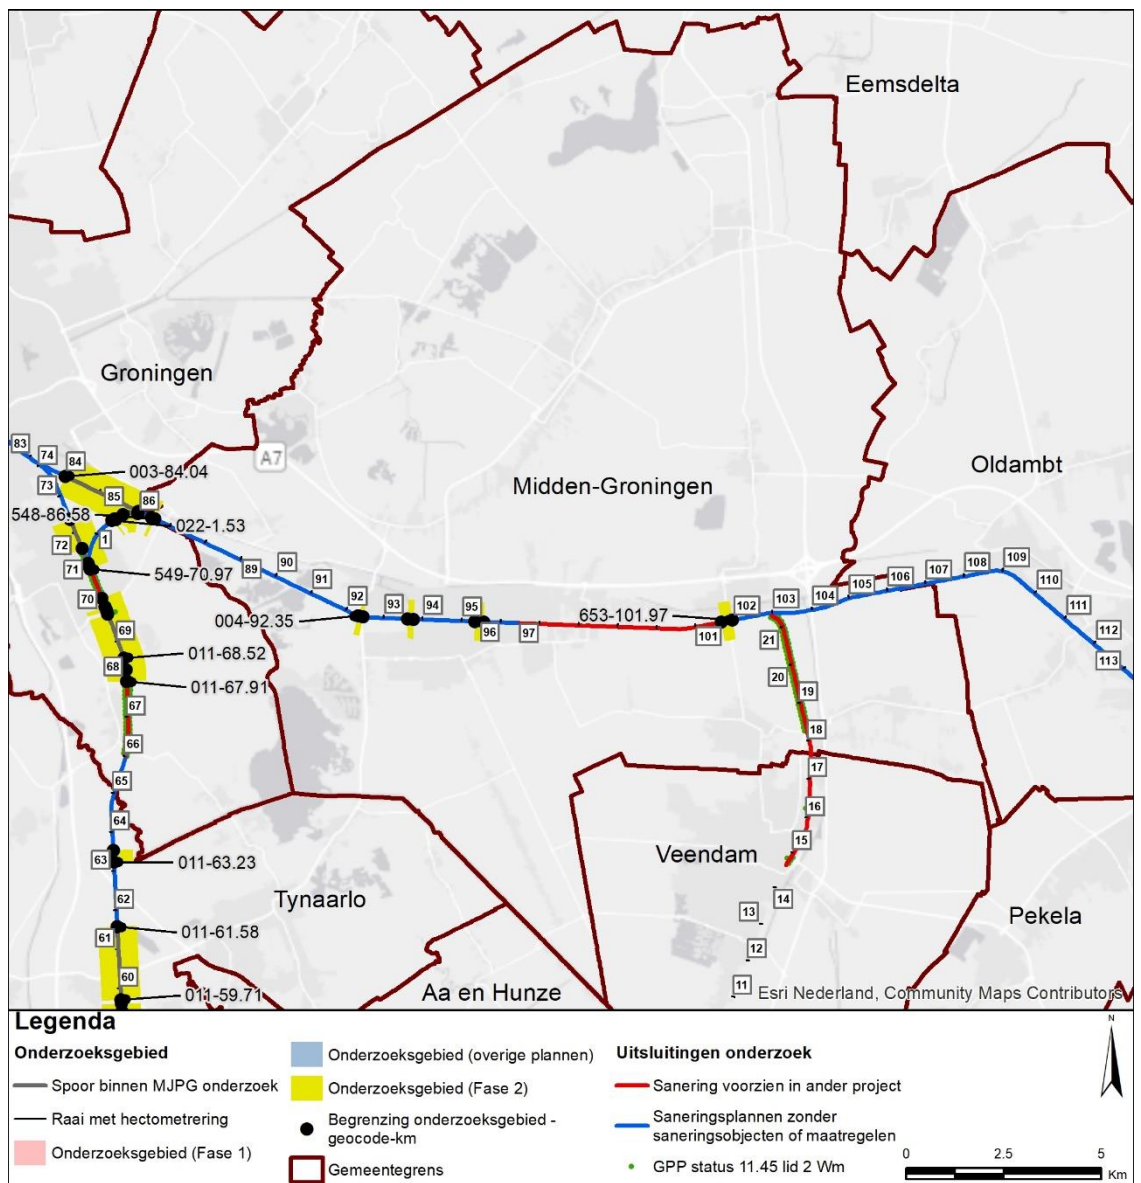 Eemsdelta
Groningen
A7
Oldambt
Midden-Groningen
83
74
84
003-84.04
73
85
86
548-86.58
022-1.53
1
72
71
549-70.97
70
69
68
011-68.52
011-67.91
67
66
65
64
63
011-63.23
62
011-61.58
61
60
011-59.71
89
90
91
92
004-92.35
93
94
95
96
97
653-101.97
101
102
103
104
105
106
107
108
109
110
111
112
113
21
20
19
18
17
16
15
14
13
12
11
Veendam
Tynaarlo
Pekela
Aa en Hunze
Esri Nederland, Community Maps Contributors
Legenda
Onderzoeksgebied
Spoor binnen MJPG onderzoek
Raai met hectometrering
Onderzoeksgebied (Fase 1)
Onderzoeksgebied (overige plannen)
Onderzoeksgebied (Fase 2)
Begrenzing onderzoeksgebied -
geocode-km
Gemeentegrens
Uitsluitingen onderzoek
Sanering voorzien in ander project
Saneringsplannen zonder
saneringsobjecten of maatregelen
GPP status 11.45 lid 2 Wm
N
0 2.5 5
Km